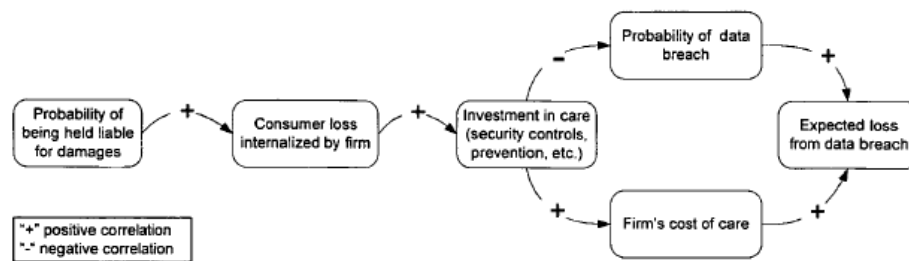 Probability of
being held liable
for damages
+
Consumer loss
internalized by firm
+
Investment in care
(security controls,
prevention, etc.)
-
Probability of data
breach
+
+
Firm's cost of care
+
Expected loss
from data breach
"+" positive correlation
"-" negative correlation